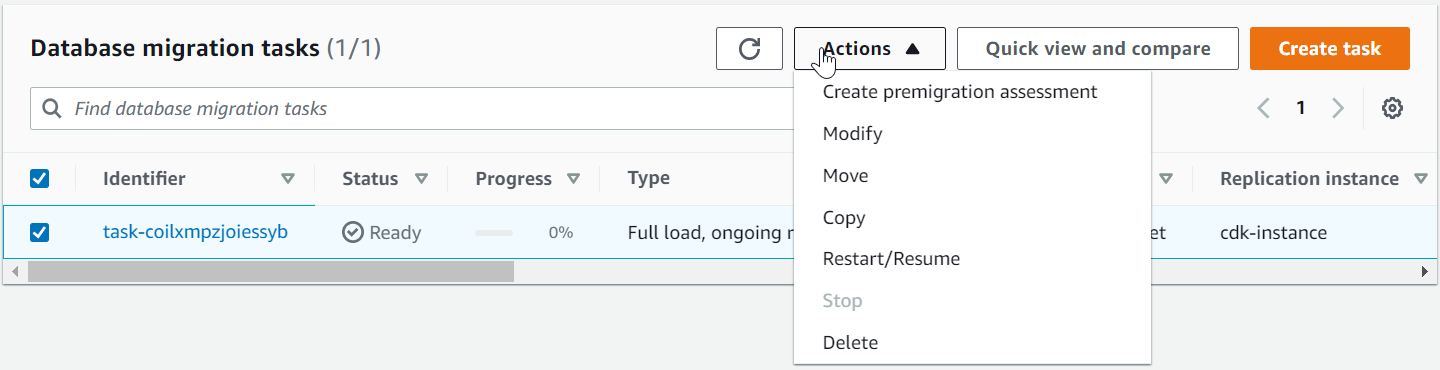 Database migration tasks (1/1)
Actions
Quick view and compare
Create task
Find database migration tasks
1
Create premigration assessment
Modify
Move
Copy
Restart/Resume
Stop
Delete
Identifier
Status
Progress
Type
Replication instance
task-coilxmpzjoiessyb
Ready
0%
Full load, ongoing
cdk-instance